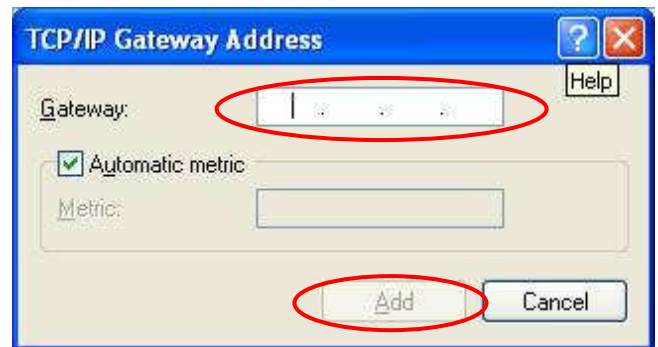 TCP/IP Gateway Address
Help
Gateway:
Automatic metric
Metric:
Add Cancel